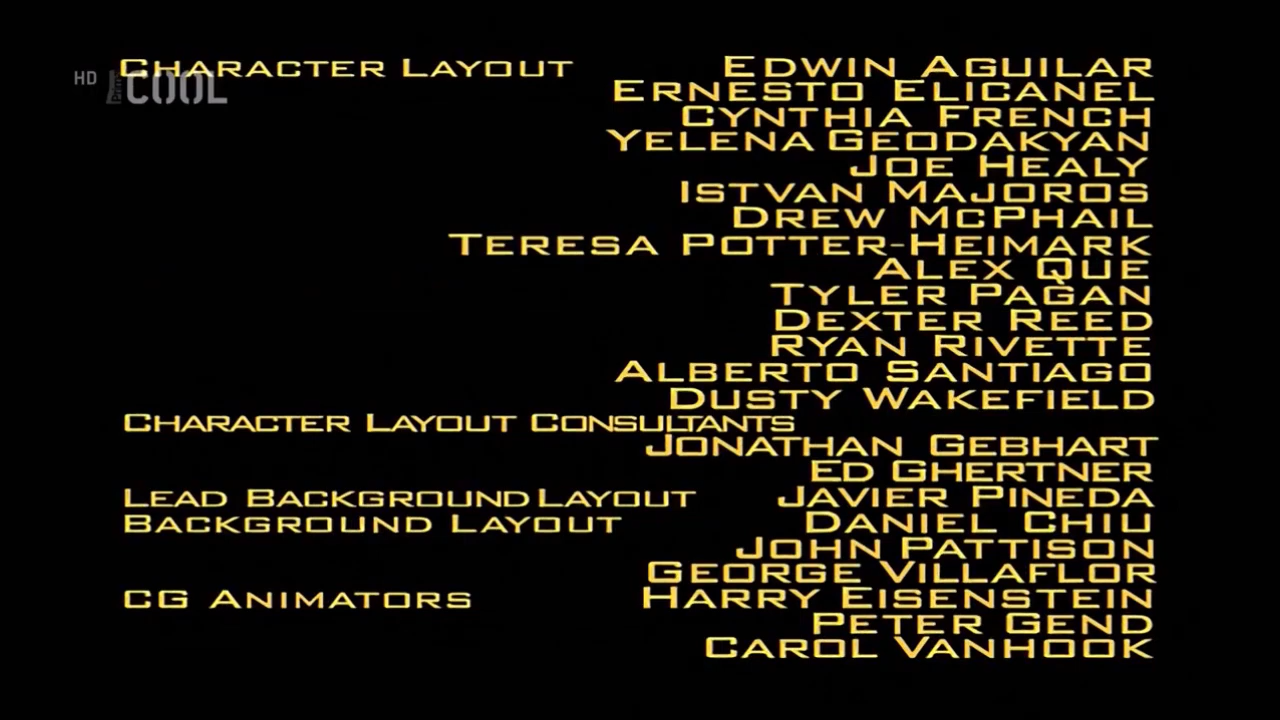 HD
prima COOL
CHARACTER LAYOUT EDWIN AGUILAR
ERNESTO ELICANEL
CYNTHIA FRENCH
YELENA GEODAKYAN
JOE HEALY
ISTVAN MAJOROS
DREW MCPHAIL
TERESA POTTER-HEIMARK
ALEX QUE
TYLER PAGAN
DEXTER REED
RYAN RIVETTE
ALBERTO SANTIAGO
DUSTY WAKEFIELD
CHARACTER LAYOUT CONSULTANTS
JONATHAN GEBHART
ED GHERTNER
LEAD BACKGROUND LAYOUT JAVIER PINEDA
BACKGROUND LAYOUT DANIEL CHIU
JOHN PATTISON
GEORGE VILLAFLOR
CG ANIMATORS HARRY EISENSTEIN
PETER GEND
CAROL VANHOOK